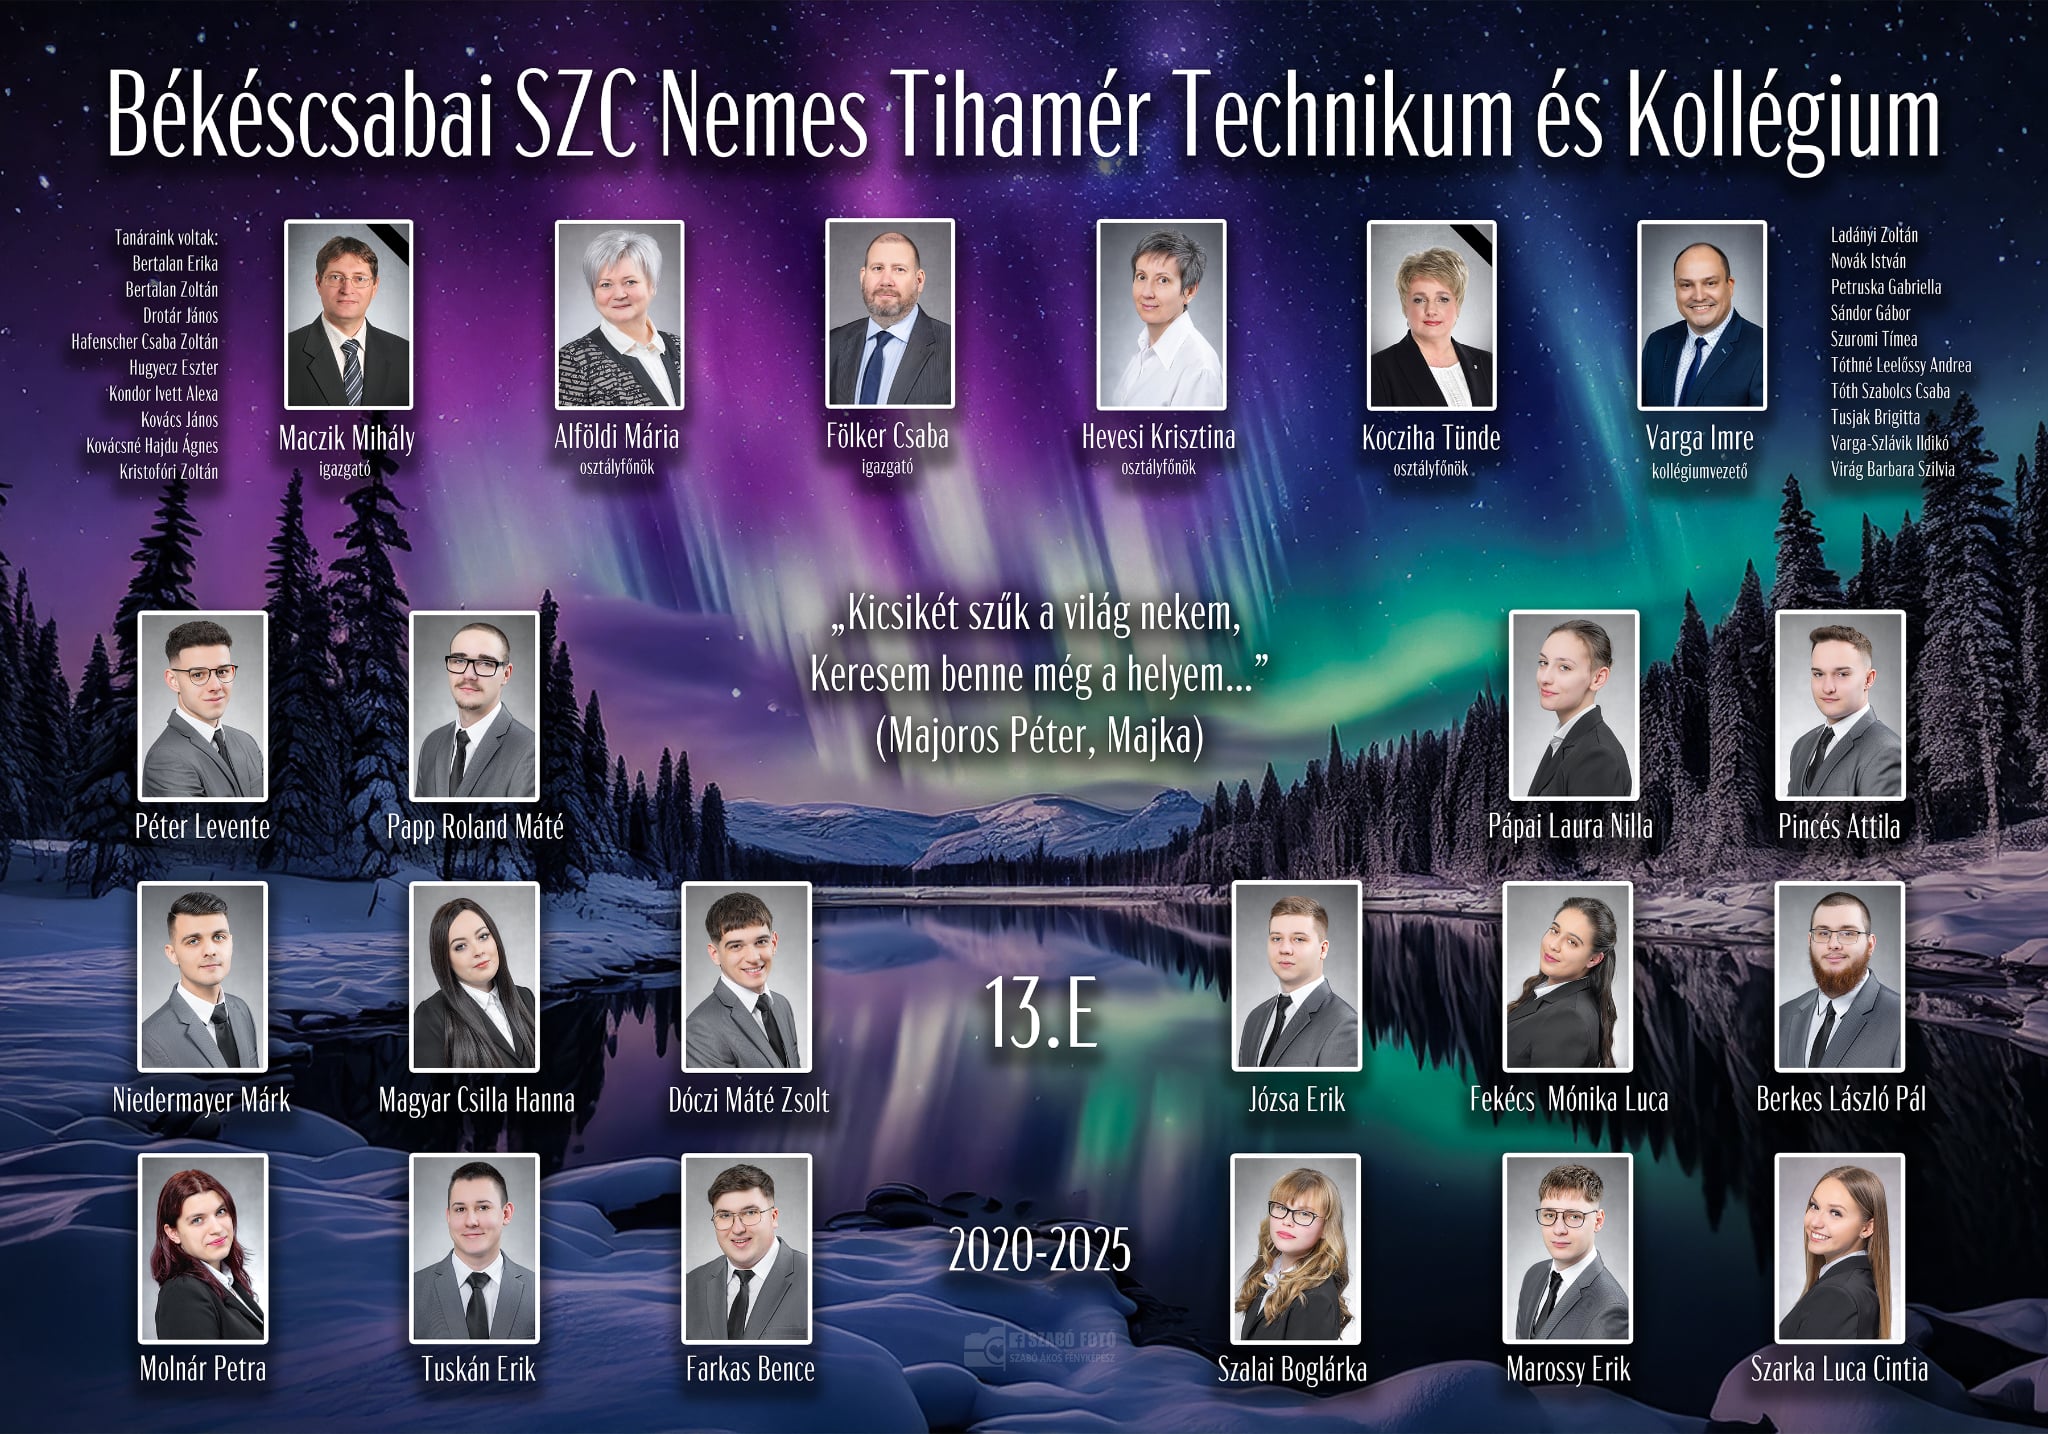 Békéscsabai SZC Nemes Tihamér Technikum és Kollégium
Tanáraink voltak:
Bertalan Erika
Bertalan Zoltán
Drotár János
Hafenscher Csaba Zoltán
Hugyecz Eszter
Kondor Ivett Alexa
Kovács János
Kovácsné Hajdu Ágnes
Kristofóri Zoltán
Maczik Mihály
igazgató
Alföldi Mária
osztályfőnök
Fölker Csaba
igazgató
Hevesi Krisztina
osztályfőnök
Kocziha Tünde
osztályfőnök
Varga Imre
kollégiumvezető
Ladányi Zoltán
Novák István
Petruska Gabriella
Sándor Gábor
Szuromi Tímea
Tóthné Leelőssy Andrea
Tóth Szabolcs Csaba
Tusjak Brigitta
Varga-Szlávik Ildikó
Virág Barbara Szilvia
„Kicsikét szűk a világ nekem,
Keresem benne még a helyem...”
(Majoros Péter, Majka)
Péter Levente
Papp Roland Máté
Pápai Laura Nilla
Pincés Attila
Niedermayer Márk
Magyar Csilla Hanna
Dóczi Máté Zsolt
13.E
Józsa Erik
Fekécs Mónika Luca
Berkes László Pál
Molnár Petra
Tuskán Erik
Farkas Bence
2020-2025
SZABÓ FOTÓ
SZABÓ ÁKOS FÉNYKÉPÉSZ
Szalai Boglárka
Marossy Erik
Szarka Luca Cintia